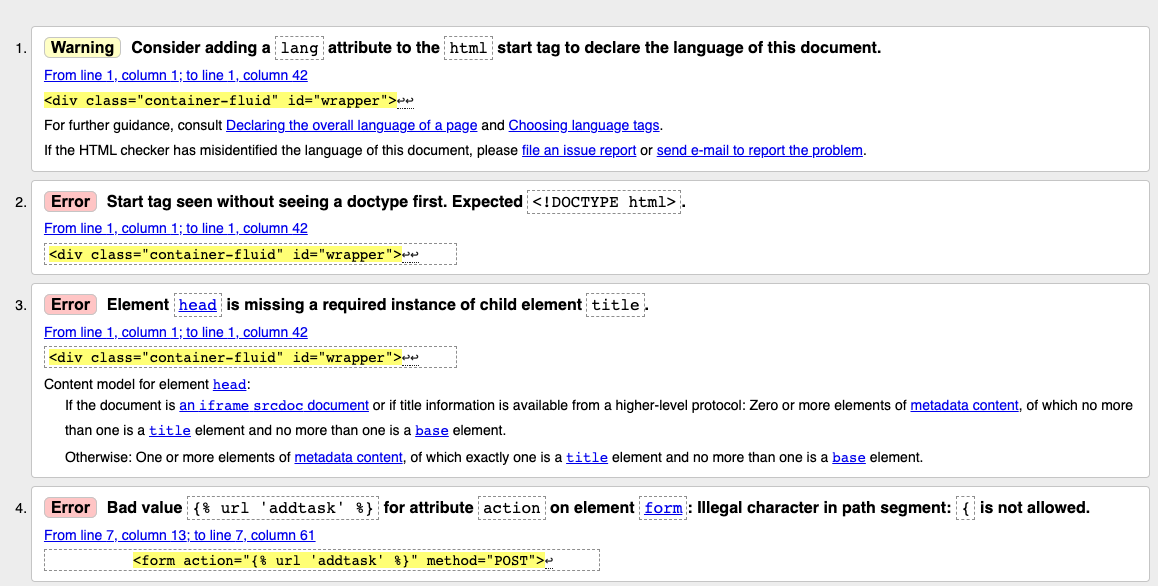 1. Warning Consider adding a lang attribute to the html start tag to declare the language of this document.
From line 1, column 1; to line 1, column 42
<div class="container-fluid" id="wrapper">↩↩
For further guidance, consult Declaring the overall language of a page and Choosing language tags.
If the HTML checker has misidentified the language of this document, please file an issue report or send e-mail to report the problem.
2. Error Start tag seen without seeing a doctype first. Expected <!DOCTYPE html>.
From line 1, column 1; to line 1, column 42
<div class="container-fluid" id="wrapper">↩↩
3. Error Element head is missing a required instance of child element title.
From line 1, column 1; to line 1, column 42
<div class="container-fluid" id="wrapper">↩↩
Content model for element head:
If the document is an iframe srcdoc document or if title information is available from a higher-level protocol: Zero or more elements of metadata content, of which no more
than one is a title element and no more than one is a base element.
Otherwise: One or more elements of metadata content, of which exactly one is a title element and no more than one is a base element.
4. Error Bad value {% url 'addtask' %} for attribute action on element form: Illegal character in path segment: { is not allowed.
From line 7, column 13; to line 7, column 61
<form action="{% url 'addtask' %}" method="POST">↩